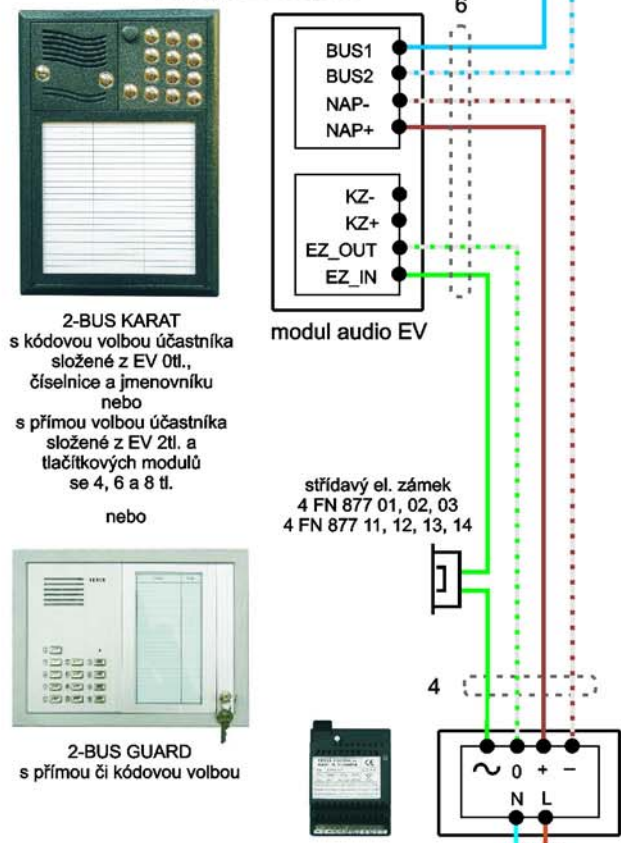 6
BUS1
BUS2
NAP-
NAP+
KZ-
KZ+
EZ_OUT
EZ_IN
modul audio EV
2-BUS KARAT
s kódovou volbou účastníka
složené z EV 0tl.,
číselnice a jmenovníku
nebo
s přímou volbou účastníka
složené z EV 2tl. a
tlačítkových modulů
se 4, 6 a 8 tl.
nebo
střídavý el. zámek
4 FN 877 01, 02, 03
4 FN 877 11, 12, 13, 14
2-BUS GUARD
s přímou či kódovou volbou
4
~ 0 + −
N L